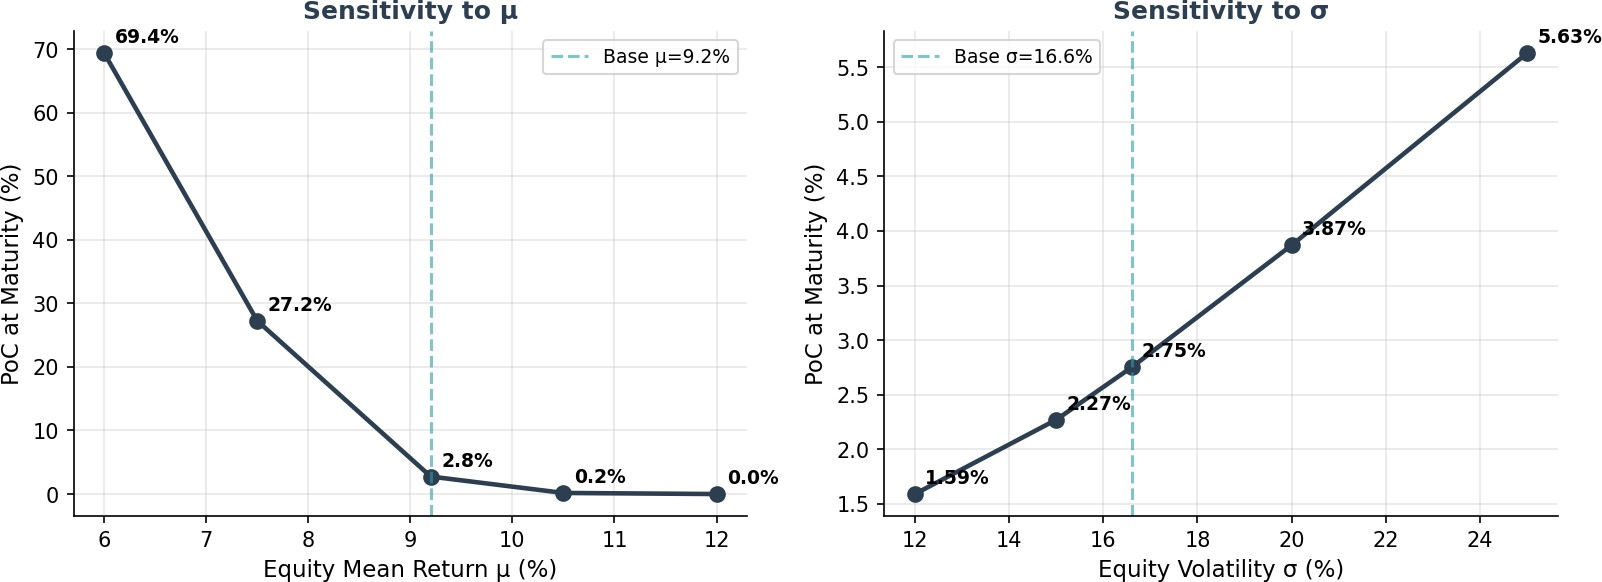 Sensitivity to μ
69.4%
27.2%
2.8%
0.2%
0.0%
Base μ=9.2%
70
60
50
40
30
20
10
0
PoC at Maturity (%)
6 7 8 9 10 11 12
Equity Mean Return μ (%)
Sensitivity to σ
Base σ=16.6%
5.63%
3.87%
2.75%
2.27%
1.59%
5.5
5.0
4.5
4.0
3.5
3.0
2.5
2.0
1.5
PoC at Maturity (%)
12 14 16 18 20 22 24
Equity Volatility σ (%)